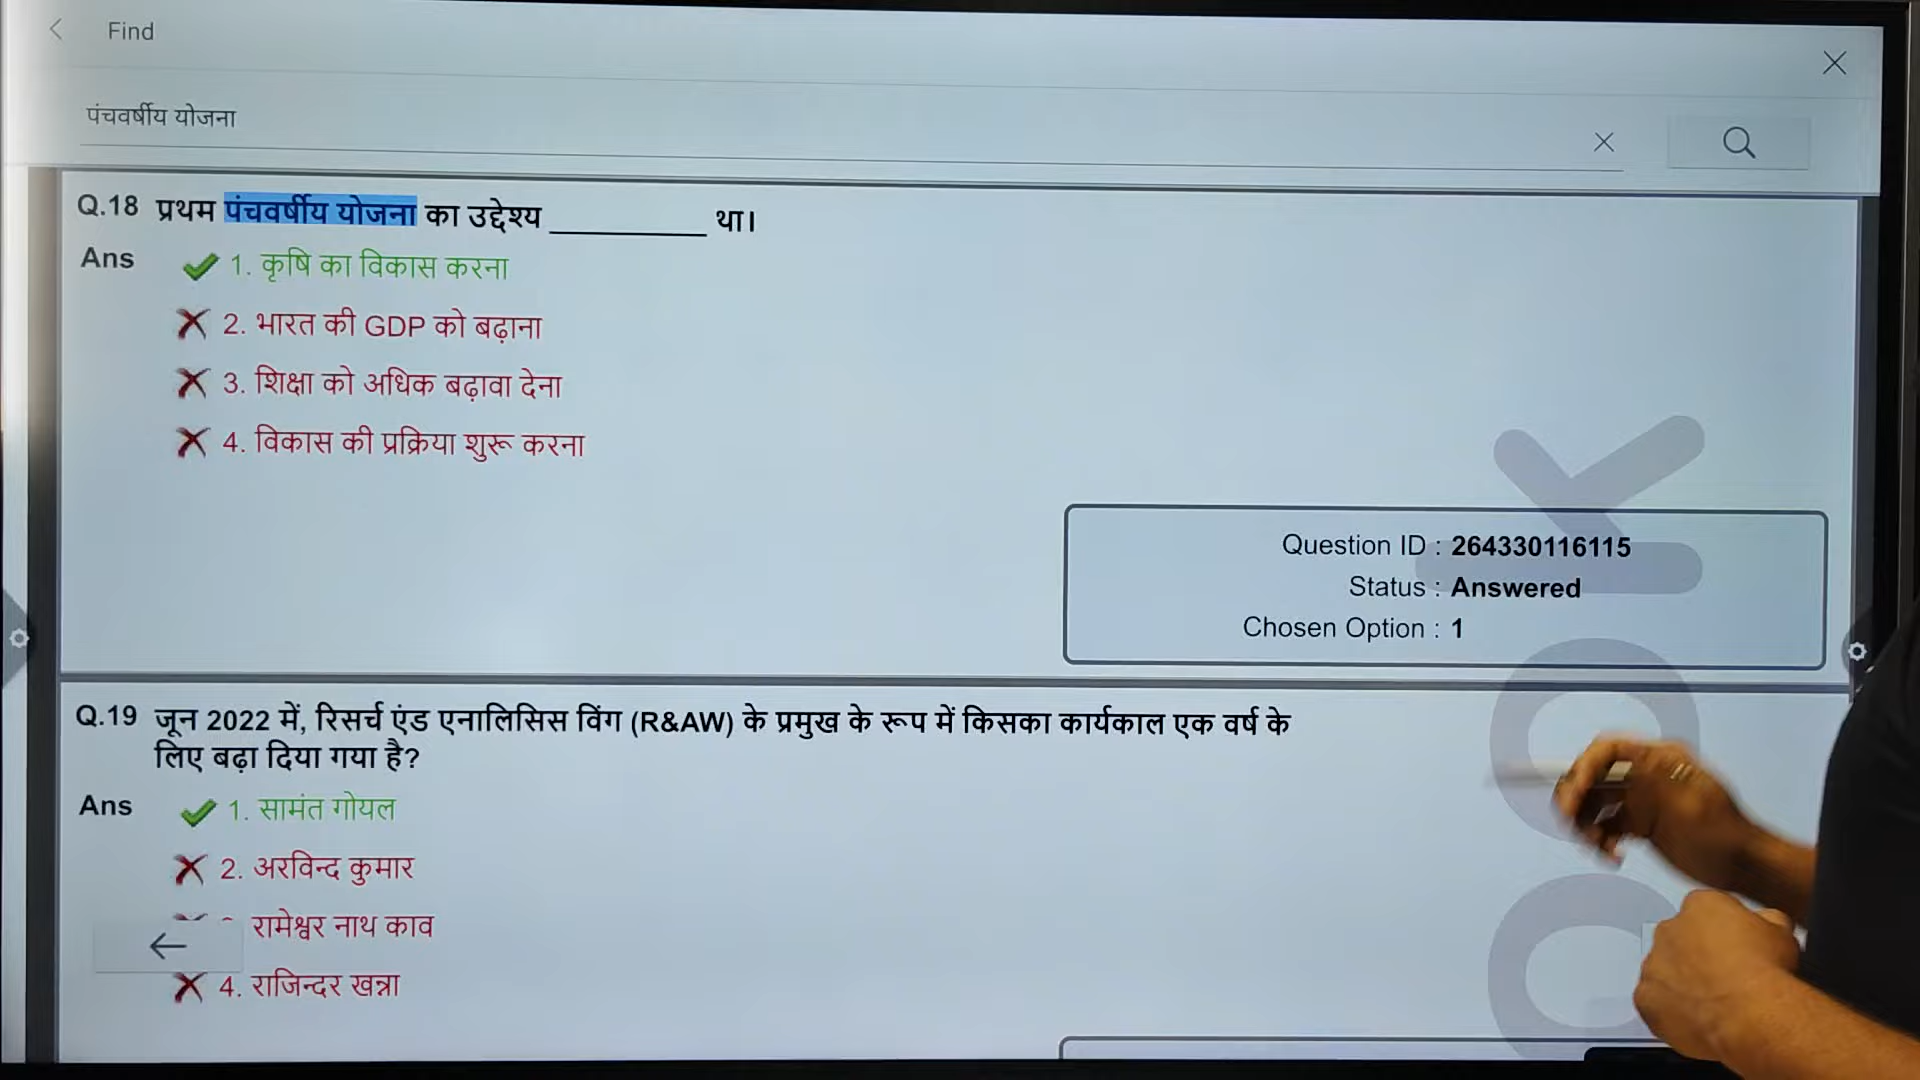 Find
पंचवर्षीय योजना
Q.18 प्रथम पंचवर्षीय योजना का उद्देश्य __________ था।
Ans 1. कृषि का विकास करना
2. भारत की GDP को बढ़ाना
3. शिक्षा को अधिक बढ़ावा देना
4. विकास की प्रक्रिया शुरू करना
Question ID : 264330116115
Status : Answered
Chosen Option : 1
Q.19 जून 2022 में, रिसर्च एंड एनालिसिस विंग (R&AW) के प्रमुख के रूप में किसका कार्यकाल एक वर्ष के
लिए बढ़ा दिया गया है?
Ans 1. सामंत गोयल
2. अरविन्द कुमार
रामेश्वर नाथ काव
4. राजिन्दर खन्ना